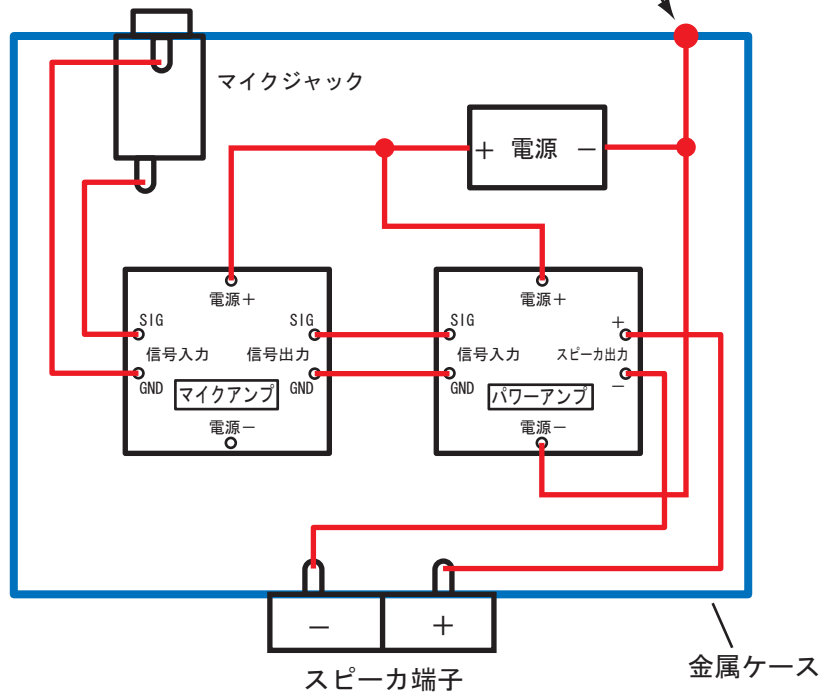 マイクジャック
+ 電源 −
電源+
電源+
SIG
SIG
SIG
+
信号入力
信号出力
信号入力
スピーカ出力
GND
マイクアンプ
GND
GND
パワーアンプ
−
電源−
電源−
− +
スピーカ端子
金属ケース